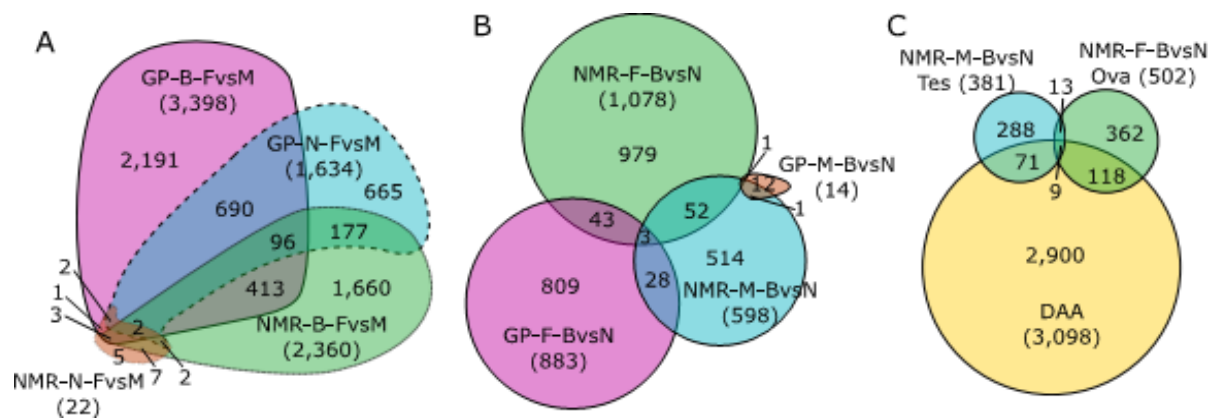 A
GP-B-FvsM
(3,398)
2,191
GP-N-FvsM
(1,634)
665
690
96
177
413
1,660
2
1
3
2
5
7
2
NMR-B-FvsM
(2,360)
NMR-N-FvsM
(22)
B
NMR-F-BvsN
(1,078)
979
1
GP-M-BvsN
(14)
12
1
43
52
3
28
514
NMR-M-BvsN
(598)
809
GP-F-BvsN
(883)
C
NMR-M-BvsN
Tes (381)
NMR-F-BvsN
Ova (502)
13
288
362
71
9
118
2,900
DAA
(3,098)